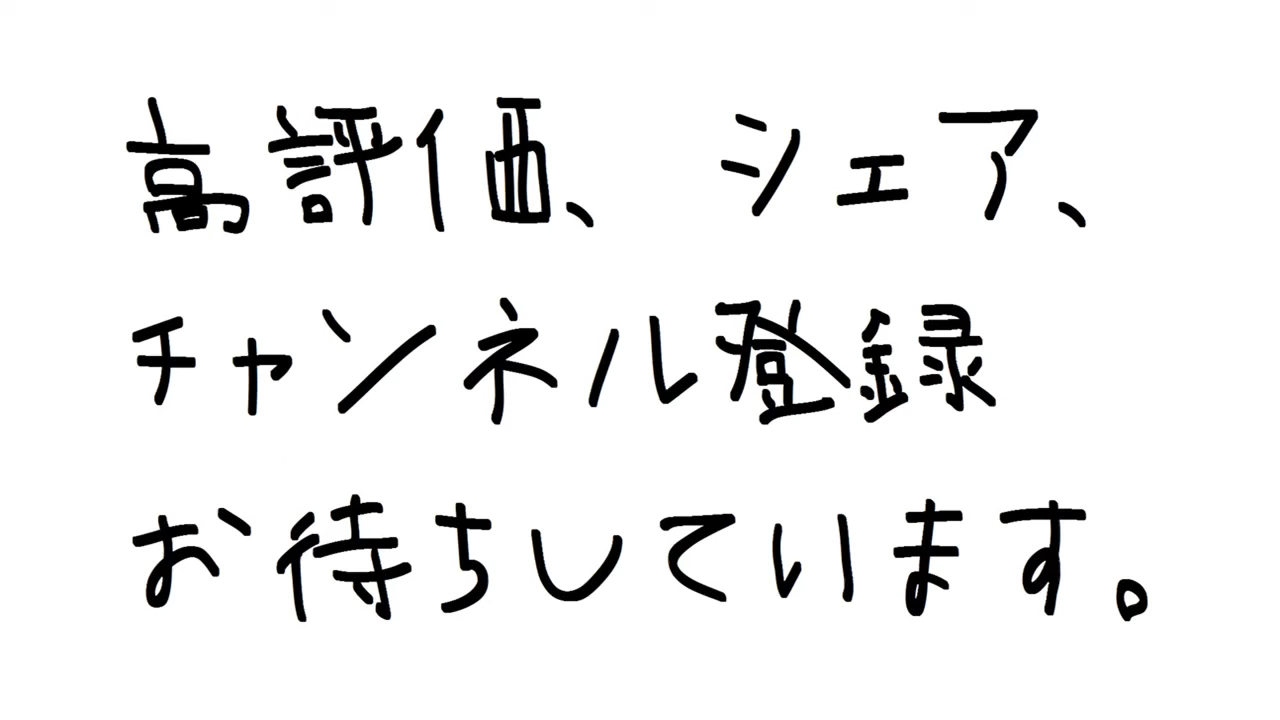 高評価、シェア、
チャンネル登録
お待ちしています。